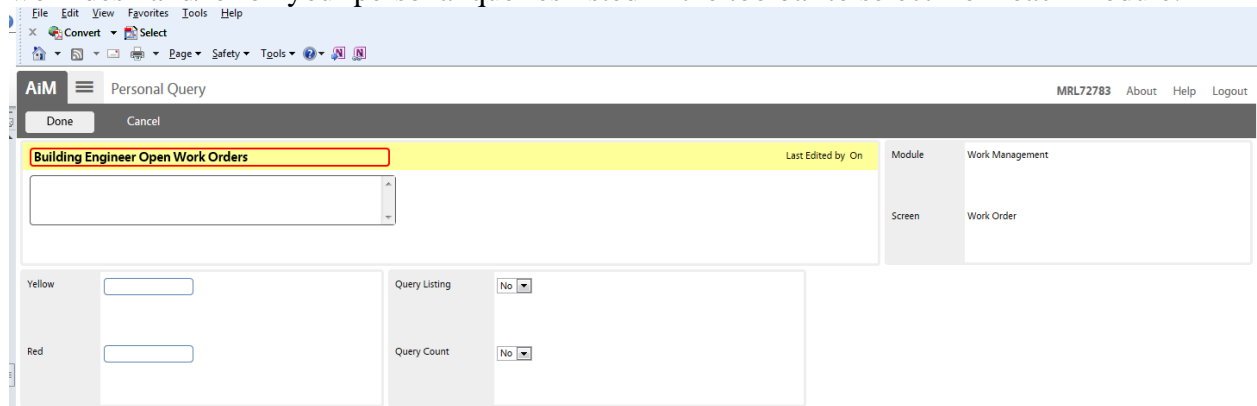 File Edit View Favorites Tools Help
x Convert Select
Page Safety Tools
AiM Personal Query MRL72783 About Help Logout
Done Cancel
Building Engineer Open Work Orders Last Edited by On Module Work Management
Screen Work Order
Yellow Query Listing No
Red Query Count No